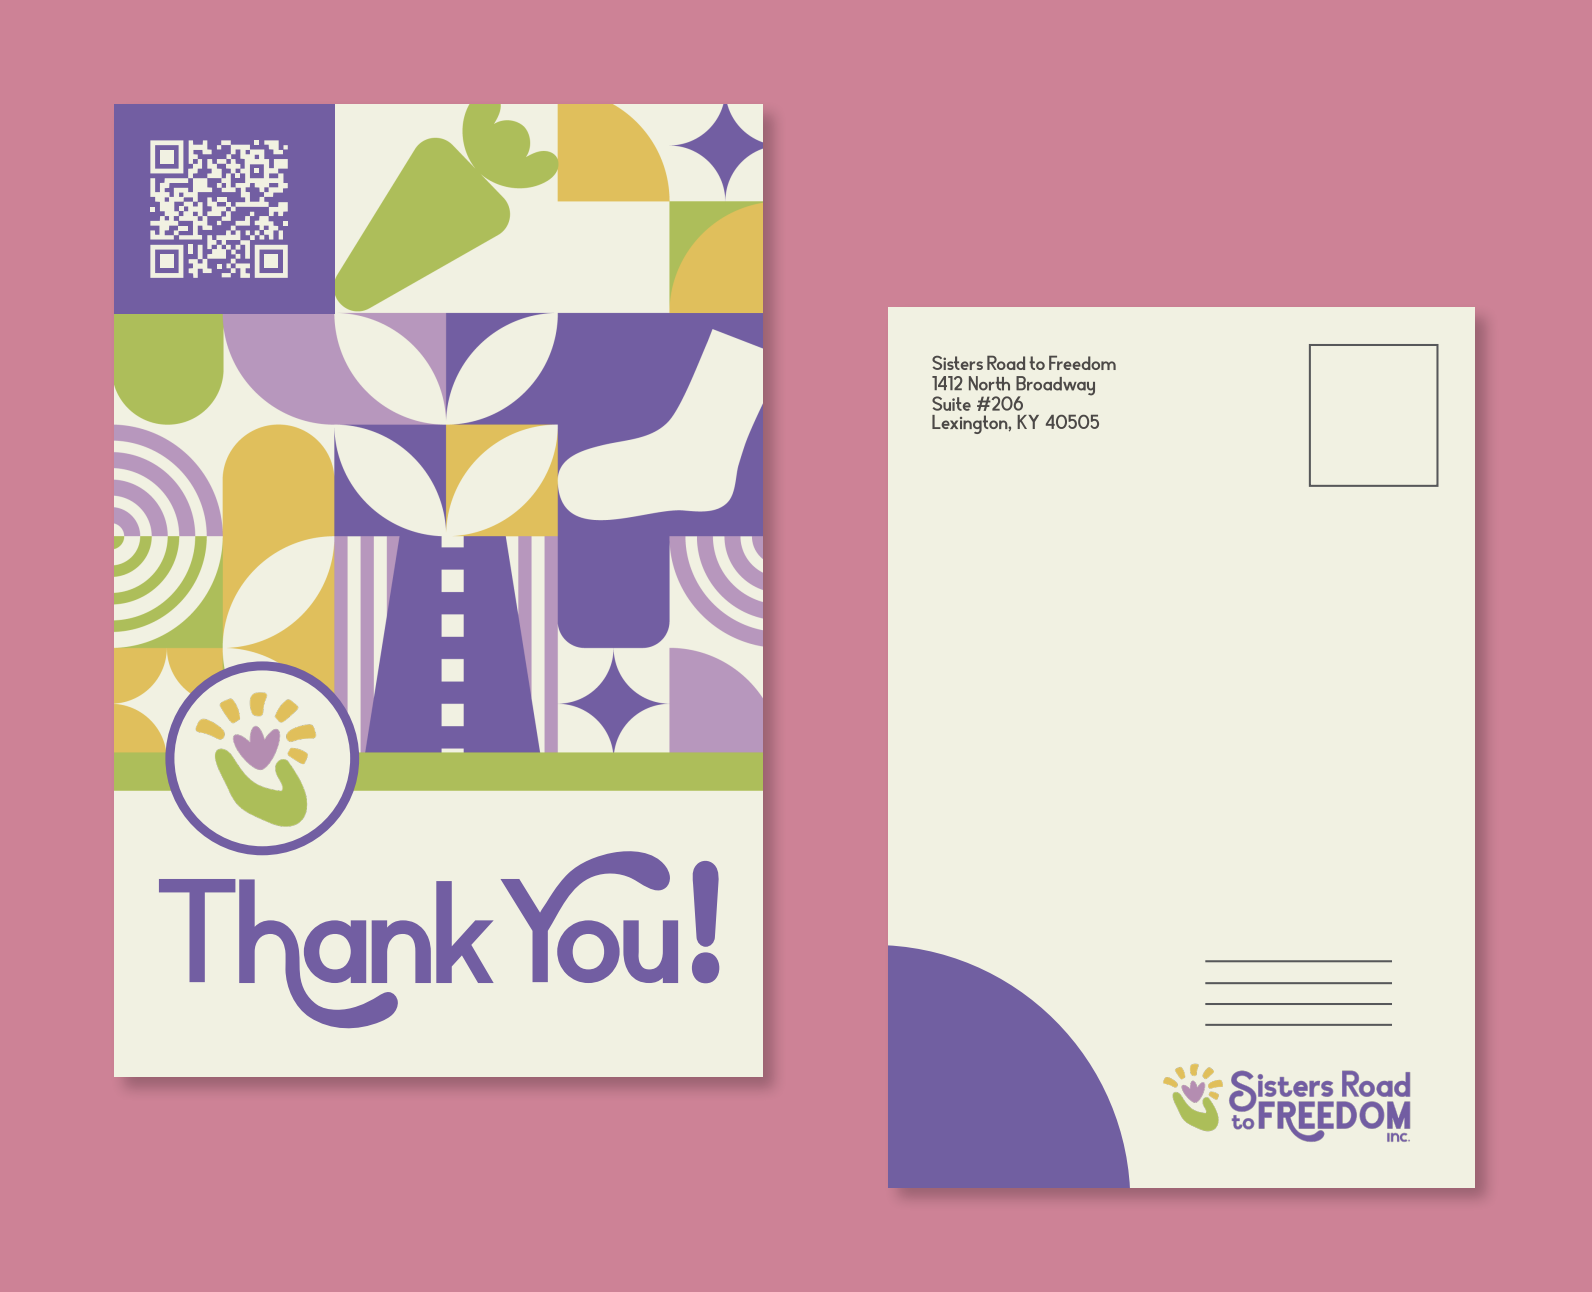 Thank You!
Sisters Road to Freedom
1412 North Broadway
Suite #206
Lexington, KY 40505
Sisters Road
to FREEDOM
inc.